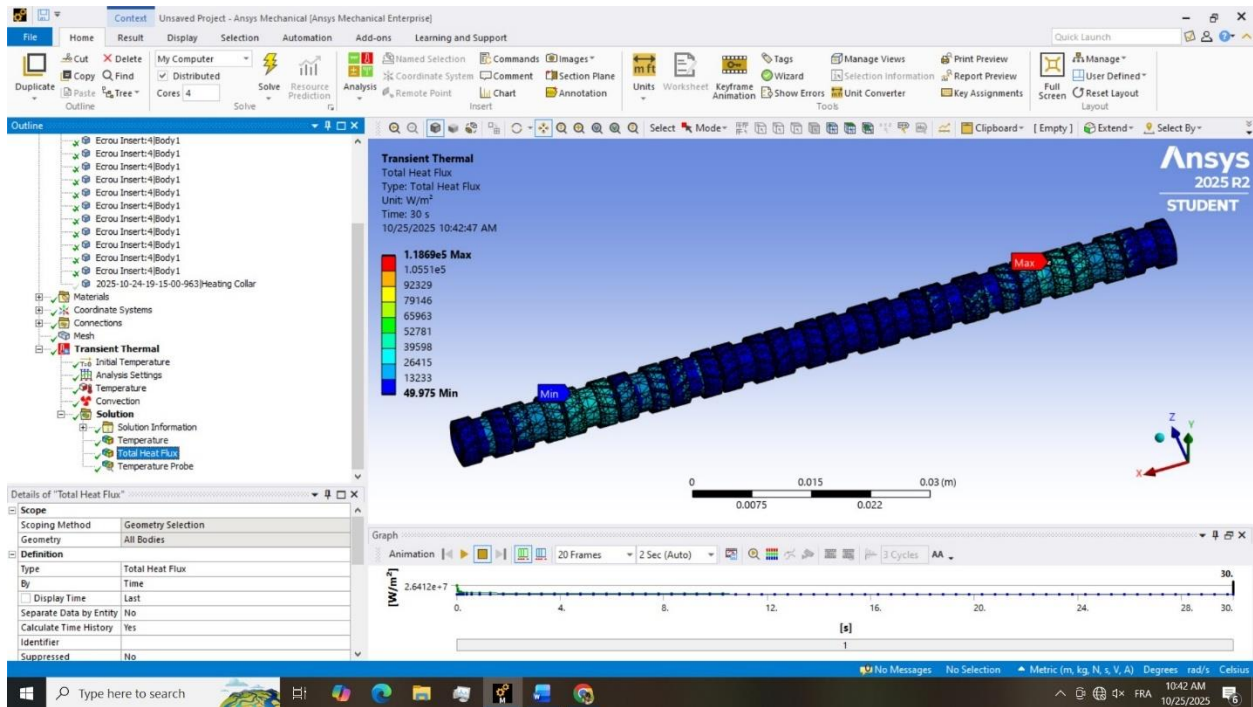 Context Unsaved Project - Ansys Mechanical [Ansys Mechanical Enterprise]
File Home Result Display Selection Automation Add-ons Learning and Support Quick Launch
Duplicate Cut Copy Paste Delete Find Tree
Outline
My Computer Distributed Cores 4 Solve Resource Prediction
Solve
Analysis Named Selection Coordinate System Remote Point Commands Comment Chart Images Section Plane Annotation
Insert
Units Worksheet Keyframe Animation Tags Wizard Show Errors Manage Views Selection Information Unit Converter Print Preview Report Preview Key Assignments
Tools
Full Screen Manage User Defined Reset Layout
Layout
Outline
Select Mode Clipboard [Empty] Extend Select By
Ecrou Insert:4|Body1
Ecrou Insert:4|Body1
Ecrou Insert:4|Body1
Ecrou Insert:4|Body1
Ecrou Insert:4|Body1
Ecrou Insert:4|Body1
Ecrou Insert:4|Body1
Ecrou Insert:4|Body1
Ecrou Insert:4|Body1
Ecrou Insert:4|Body1
Ecrou Insert:4|Body1
2025-10-24-19-15-00-963|Heating Collar
Materials
Coordinate Systems
Connections
Mesh
Transient Thermal
Initial Temperature
Analysis Settings
Temperature
Convection
Solution
Solution Information
Temperature
Total Heat Flux
Temperature Probe
Details of "Total Heat Flux"
Scope
Scoping Method Geometry Selection
Geometry All Bodies
Definition
Type Total Heat Flux
By Time
Display Time Last
Separate Data by Entity No
Calculate Time History Yes
Identifier
Suppressed No
Transient Thermal
Total Heat Flux
Type: Total Heat Flux
Unit: W/m²
Time: 30 s
10/25/2025 10:42:47 AM
1.1869e5 Max
1.0551e5
92329
79146
65963
52781
39598
26415
13233
49.975 Min
Ansys
2025 R2
STUDENT
Max
Min
Z
Y
X
0 0.015 0.03 (m)
0.0075 0.022
Graph
Animation 20 Frames 2 Sec (Auto) 3 Cycles AA
[W/m²]
2.6412e+7
30.
0. 4. 8. 12. 16. 20. 24. 28. 30.
[s]
1
No Messages No Selection Metric (m, kg, N, s, V, A) Degrees rad/s Celsius
Type here to search
FRA
10:42 AM
10/25/2025
6